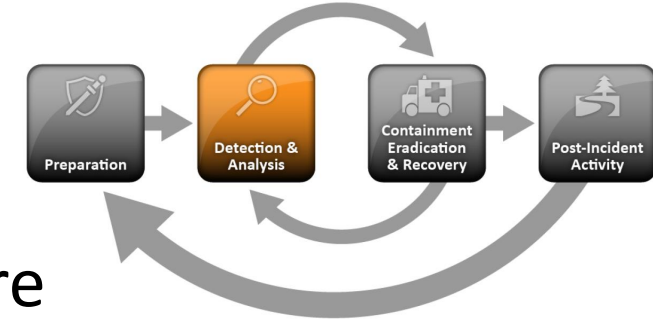 Preparation
Detection &
Analysis
Containment
Eradication
& Recovery
Post-Incident
Activity
re